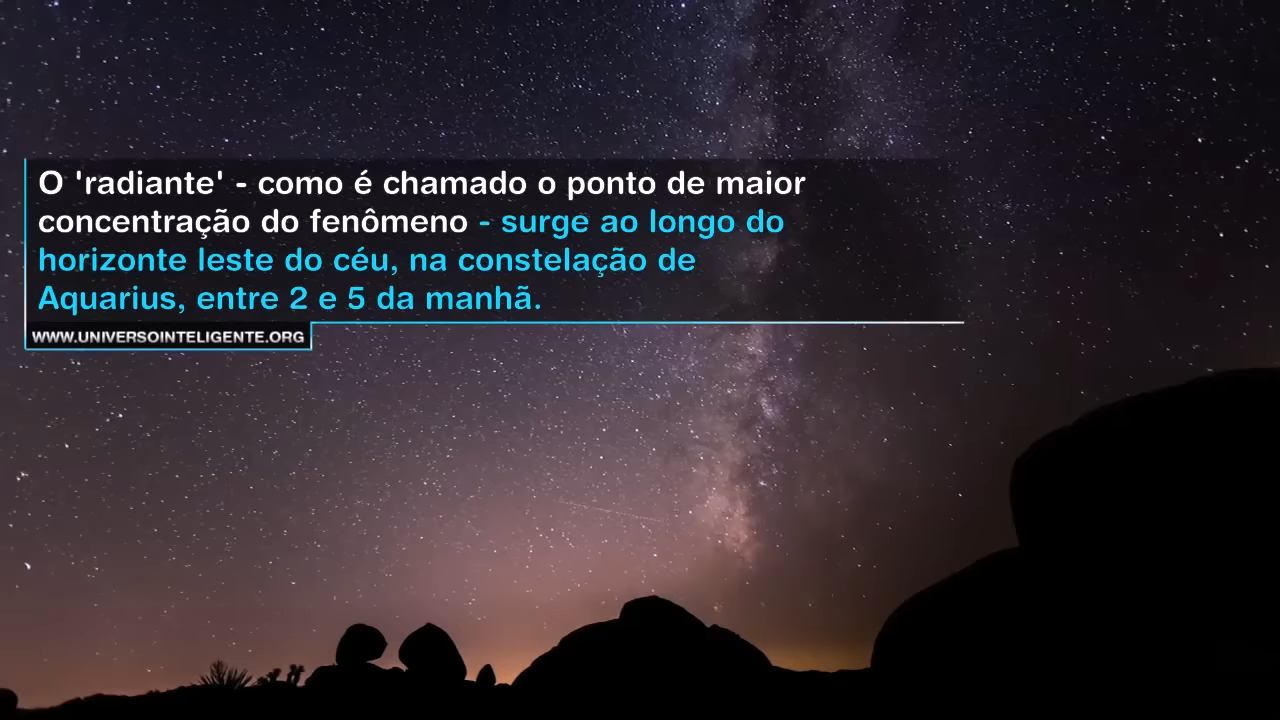 O 'radiante' - como é chamado o ponto de maior
concentração do fenômeno - surge ao longo do
horizonte leste do céu, na constelação de
Aquarius, entre 2 e 5 da manhã.
WWW.UNIVERSOINTELIGENTE.ORG